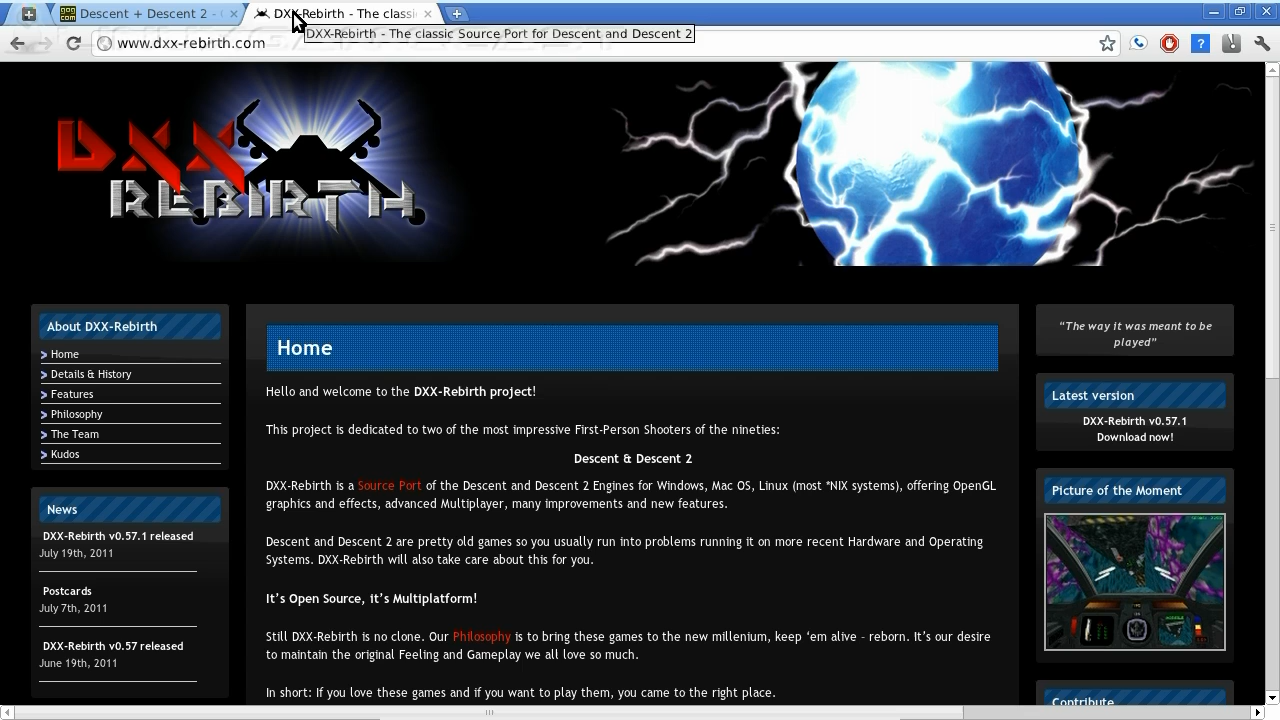 Descent + Descent 2 -
DXX-Rebirth - The classi
DXX-Rebirth - The classic Source Port for Descent and Descent 2
www.dxx-rebirth.com
DXX
REBIRTH
About DXX-Rebirth
Home
Details & History
Features
Philosophy
The Team
Kudos
News
DXX-Rebirth v0.57.1 released
July 19th, 2011
Postcards
July 7th, 2011
DXX-Rebirth v0.57 released
June 19th, 2011
Home
Hello and welcome to the DXX-Rebirth project!
This project is dedicated to two of the most impressive First-Person Shooters of the nineties:
Descent & Descent 2
DXX-Rebirth is a Source Port of the Descent and Descent 2 Engines for Windows, Mac OS, Linux (most *NIX systems), offering OpenGL
graphics and effects, advanced Multiplayer, many improvements and new features.
Descent and Descent 2 are pretty old games so you usually run into problems running it on more recent Hardware and Operating
Systems. DXX-Rebirth will also take care about this for you.
It's Open Source, it's Multiplatform!
Still DXX-Rebirth is no clone. Our Philosophy is to bring these games to the new millenium, keep ‘em alive - reborn. It's our desire
to maintain the original Feeling and Gameplay we all love so much.
In short: If you love these games and if you want to play them, you came to the right place.
“The way it was meant to be
played”
Latest version
DXX-Rebirth v0.57.1
Download now!
Picture of the Moment
Contribute